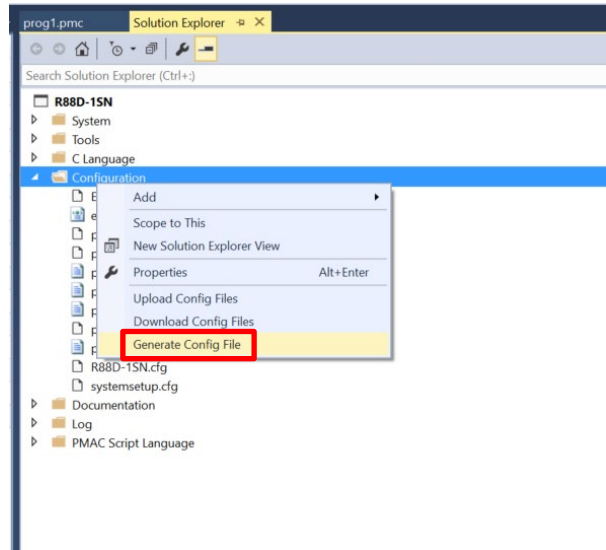 prog1.pmc
Solution Explorer
Search Solution Explorer (Ctrl+:)
R88D-1SN
System
Tools
C Language
Configuration
Add
Scope to This
New Solution Explorer View
Properties Alt+Enter
Upload Config Files
Download Config Files
Generate Config File
R88D-1SN.cfg
systemsetup.cfg
Documentation
Log
PMAC Script Language